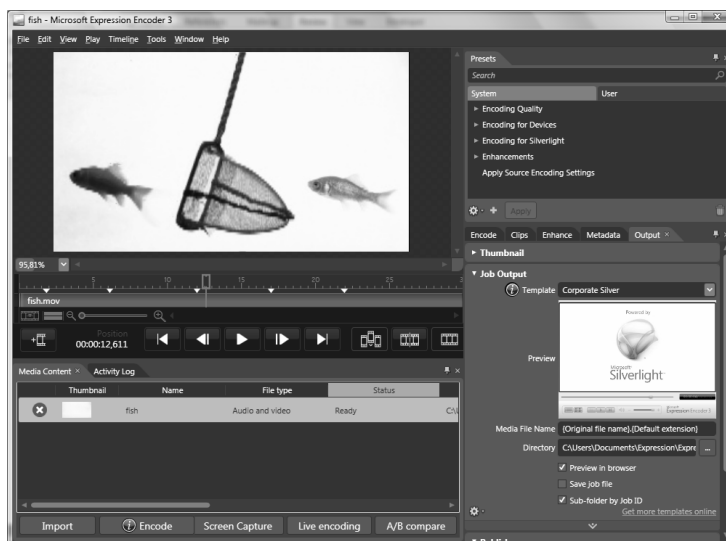 fish - Microsoft Expression Encoder 3
File Edit View Play Timeline Tools Window Help
95,81%
5 10 15 20 25
fish.mov
Position
00:00:12,611
Media Content × Activity Log
Thumbnail Name File type Status
fish Audio and video Ready C:\
Import Encode Screen Capture Live encoding A/B compare
Presets
Search
System User
Encoding Quality
Encoding for Devices
Encoding for Silverlight
Enhancements
Apply Source Encoding Settings
Apply
Encode Clips Enhance Metadata Output ×
Thumbnail
Job Output
Template Corporate Silver
Preview
Powered by
Microsoft
Silverlight
Expression Encoder 3
Media File Name {Original file name}.{Default extension}
Directory C:\Users\Documents\Expression\Expre ...
Preview in browser
Save job file
Sub-folder by Job ID
Get more templates online